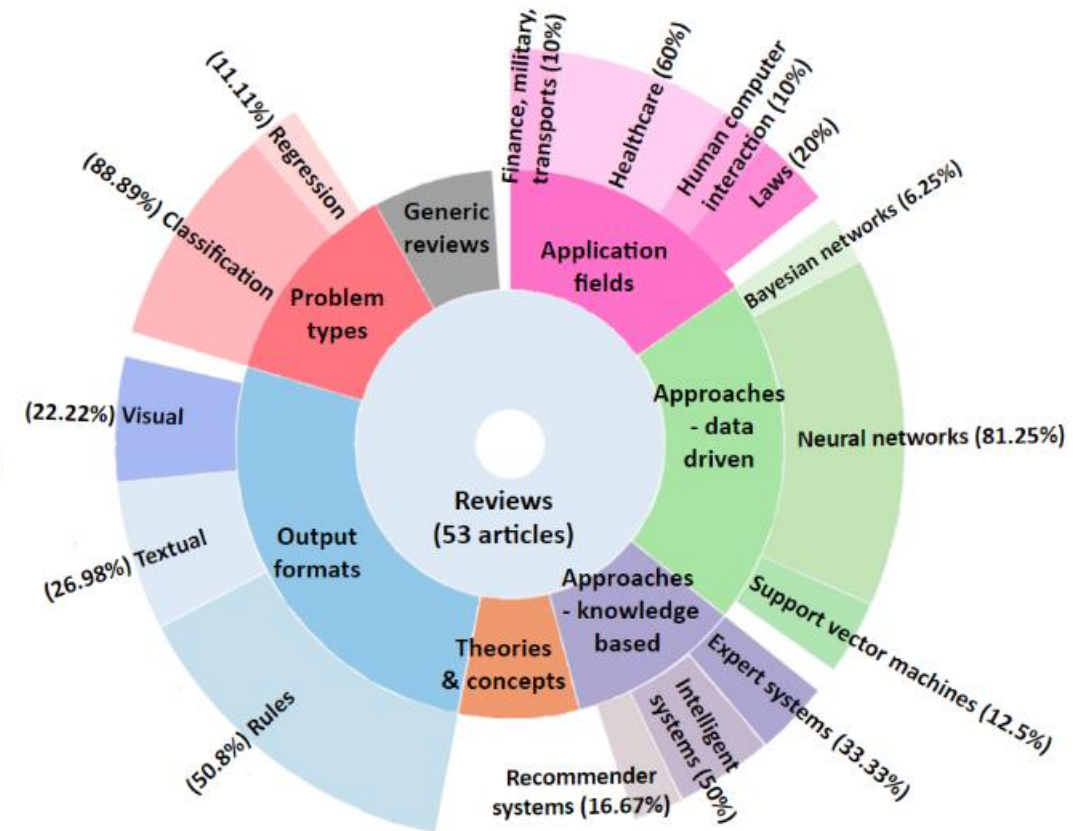 Reviews
(53 articles)
Generic
reviews
Application
fields
Finance, military,
transports (10%)
Healthcare (60%)
Human computer
interaction (10%)
Laws (20%)
Approaches
- data
driven
Bayesian networks (6.25%)
Neural networks (81.25%)
Support vector machines (12.5%)
Approaches
- knowledge
based
Expert systems (33.33%)
Intelligent
systems (50%)
Recommender
systems (16.67%)
Theories
& concepts
Output
formats
(50.8%) Rules
(26.98%) Textual
(22.22%) Visual
Problem
types
(88.89%) Classification
(11.11%) Regression